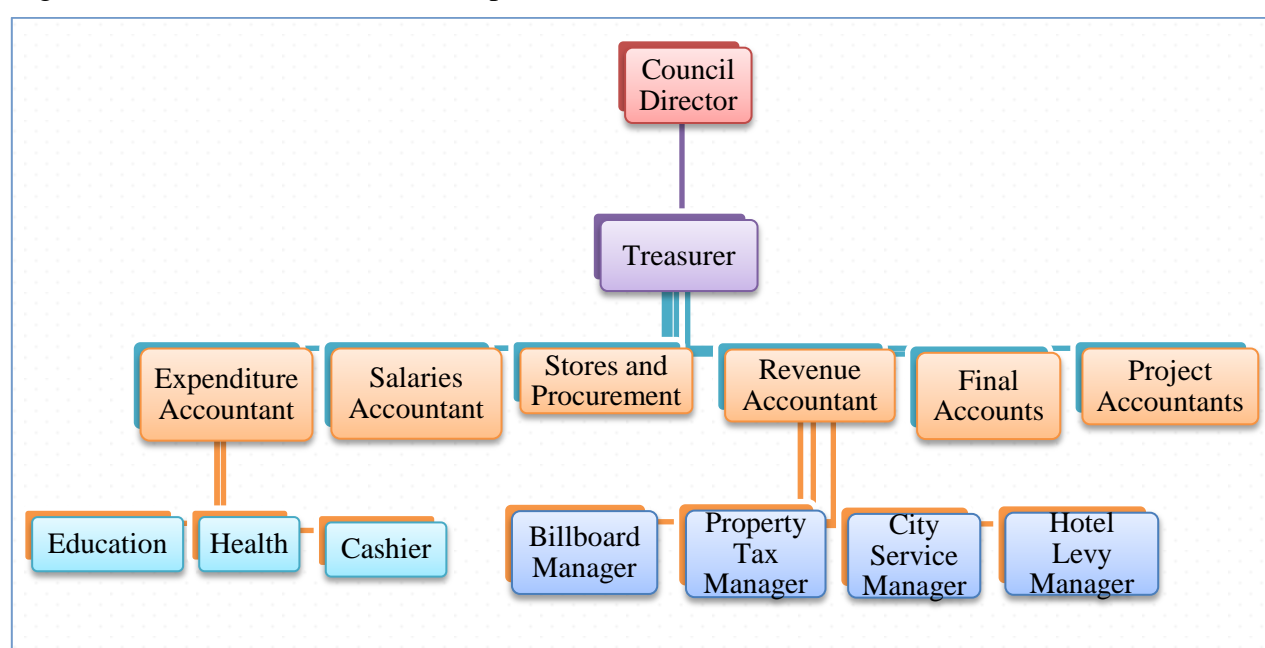 Council
Director
Treasurer
Expenditure
Accountant
Salaries
Accountant
Stores and
Procurement
Revenue
Accountant
Final
Accounts
Project
Accountants
Education
Health
Cashier
Billboard
Manager
Property
Tax
Manager
City
Service
Manager
Hotel
Levy
Manager